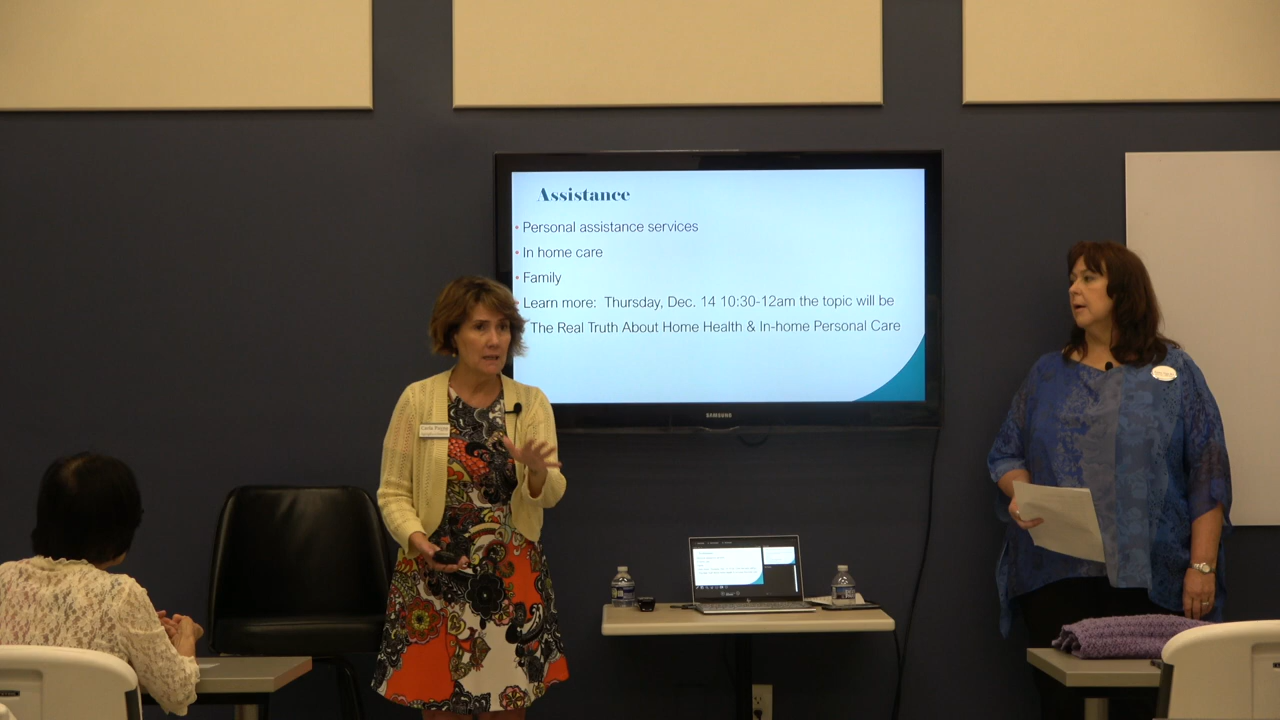 Assistance
• Personal assistance services
• In home care
• Family
• Learn more: Thursday, Dec. 14 10:30-12am the topic will be
The Real Truth About Home Health & In-home Personal Care
SAMSUNG